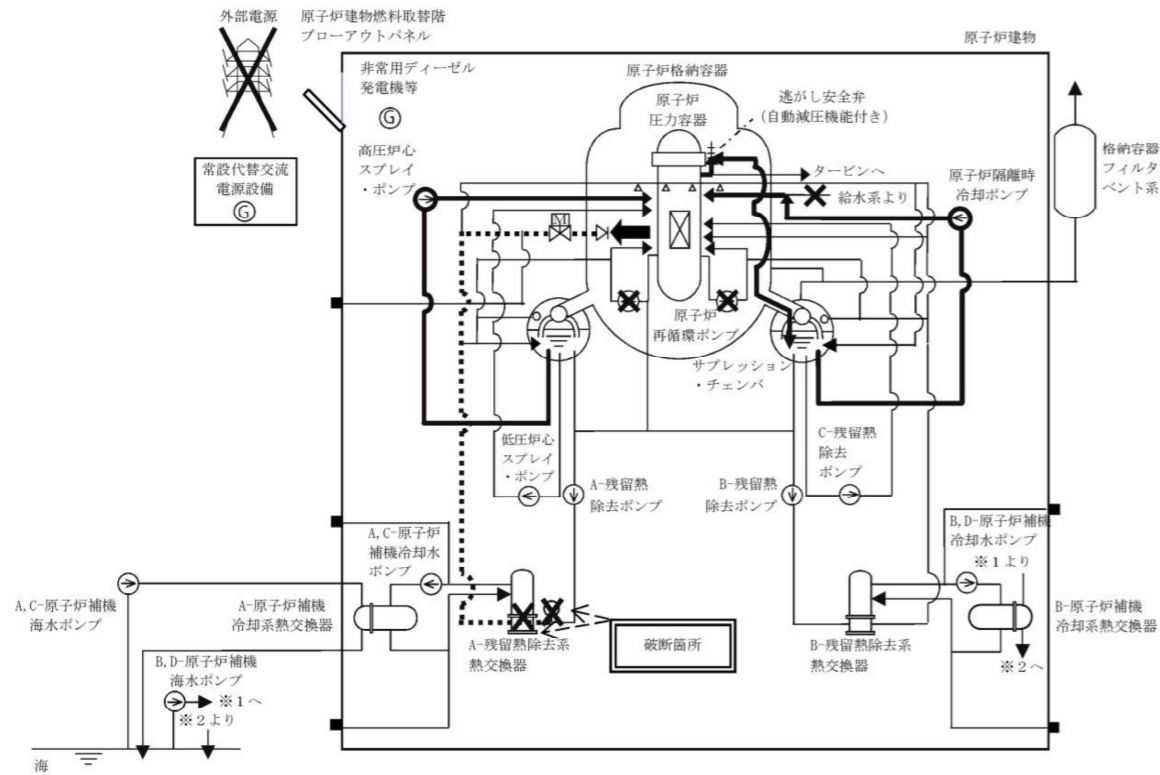 外部電源
原子炉建物燃料取替階
ブローアウトパネル
原子炉建物
非常用ディーゼル
発電機等
G
原子炉格納容器
原子炉
圧力容器
逃がし安全弁
(自動減圧機能付き)
高圧炉心
スプレイ
・ポンプ
常設代替交流
電源設備
G
タービンへ
給水系より
原子炉隔離時
冷却ポンプ
格納容器
フィルタ
ベント系
M
原子炉
再循環ポンプ
サプレッション
・チェンバ
低圧炉心
スプレイ
・ポンプ
A-残留熱
除去ポンプ
B-残留熱
除去ポンプ
C-残留熱
除去
ポンプ
A,C-原子炉
補機冷却水
ポンプ
B,D-原子炉補機
冷却水ポンプ
※1より
A,C-原子炉補機
海水ポンプ
A-原子炉補機
冷却系熱交換器
B-原子炉補機
冷却系熱交換器
A-残留熱除去系
熱交換器
破断箇所
B-残留熱除去系
熱交換器
※2へ
B,D-原子炉補機
海水ポンプ
※1へ
※2より
海